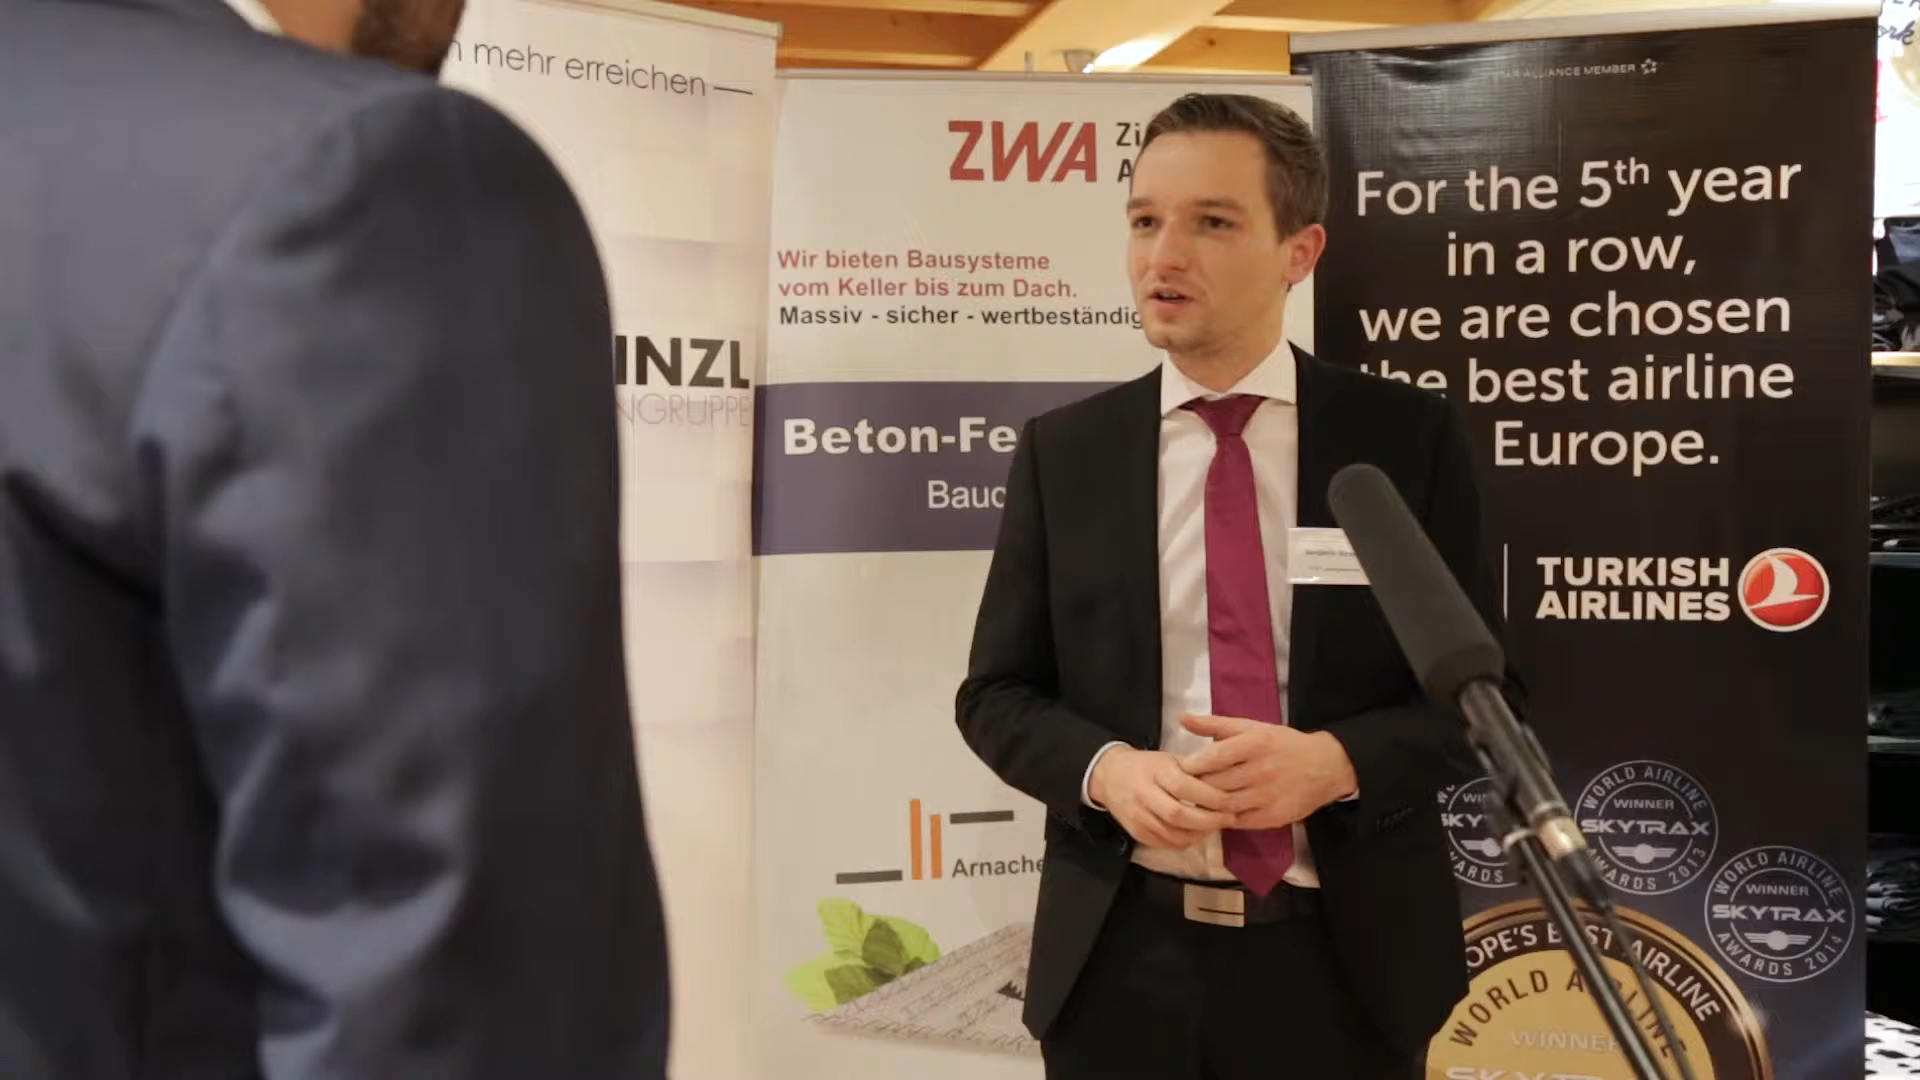 mehr erreichen
INZL
NGRUPPE
ZWA
Wir bieten Bausysteme
vom Keller bis zum Dach.
Massiv - sicher - wertbeständig
Beton-Fe
Bauc
Arnache
ALLIANCE MEMBER
For the 5th year
in a row,
we are chosen
the best airline
Europe.
TURKISH
AIRLINES
WORLD AIRLINE
WINNER
SKYTRAX
AWARDS 2013
WORLD AIRLINE
WINNER
SKYTRAX
AWARDS 2014
OPE'S BEST AIRLINE
WORLD AIRLINE
WINNER